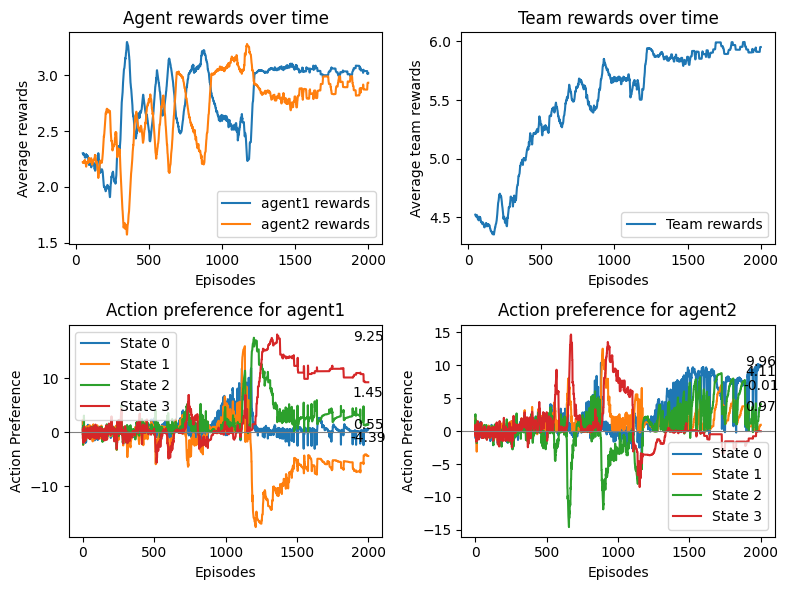 Agent rewards over time
Average rewards
3.0
2.5
2.0
1.5
agent1 rewards
agent2 rewards
0
500
1000
1500
2000
Episodes
Team rewards over time
Average team rewards
6.0
5.5
5.0
4.5
Team rewards
0
500
1000
1500
2000
Episodes
Action preference for agent1
Action Preference
10
0
−10
State 0
State 1
State 2
State 3
9.25
1.45
0.55
-4.39
0
500
1000
1500
2000
Episodes
Action preference for agent2
Action Preference
15
10
5
0
−5
−10
−15
9.96
4.11
-0.01
0.97
State 0
State 1
State 2
State 3
0
500
1000
1500
2000
Episodes